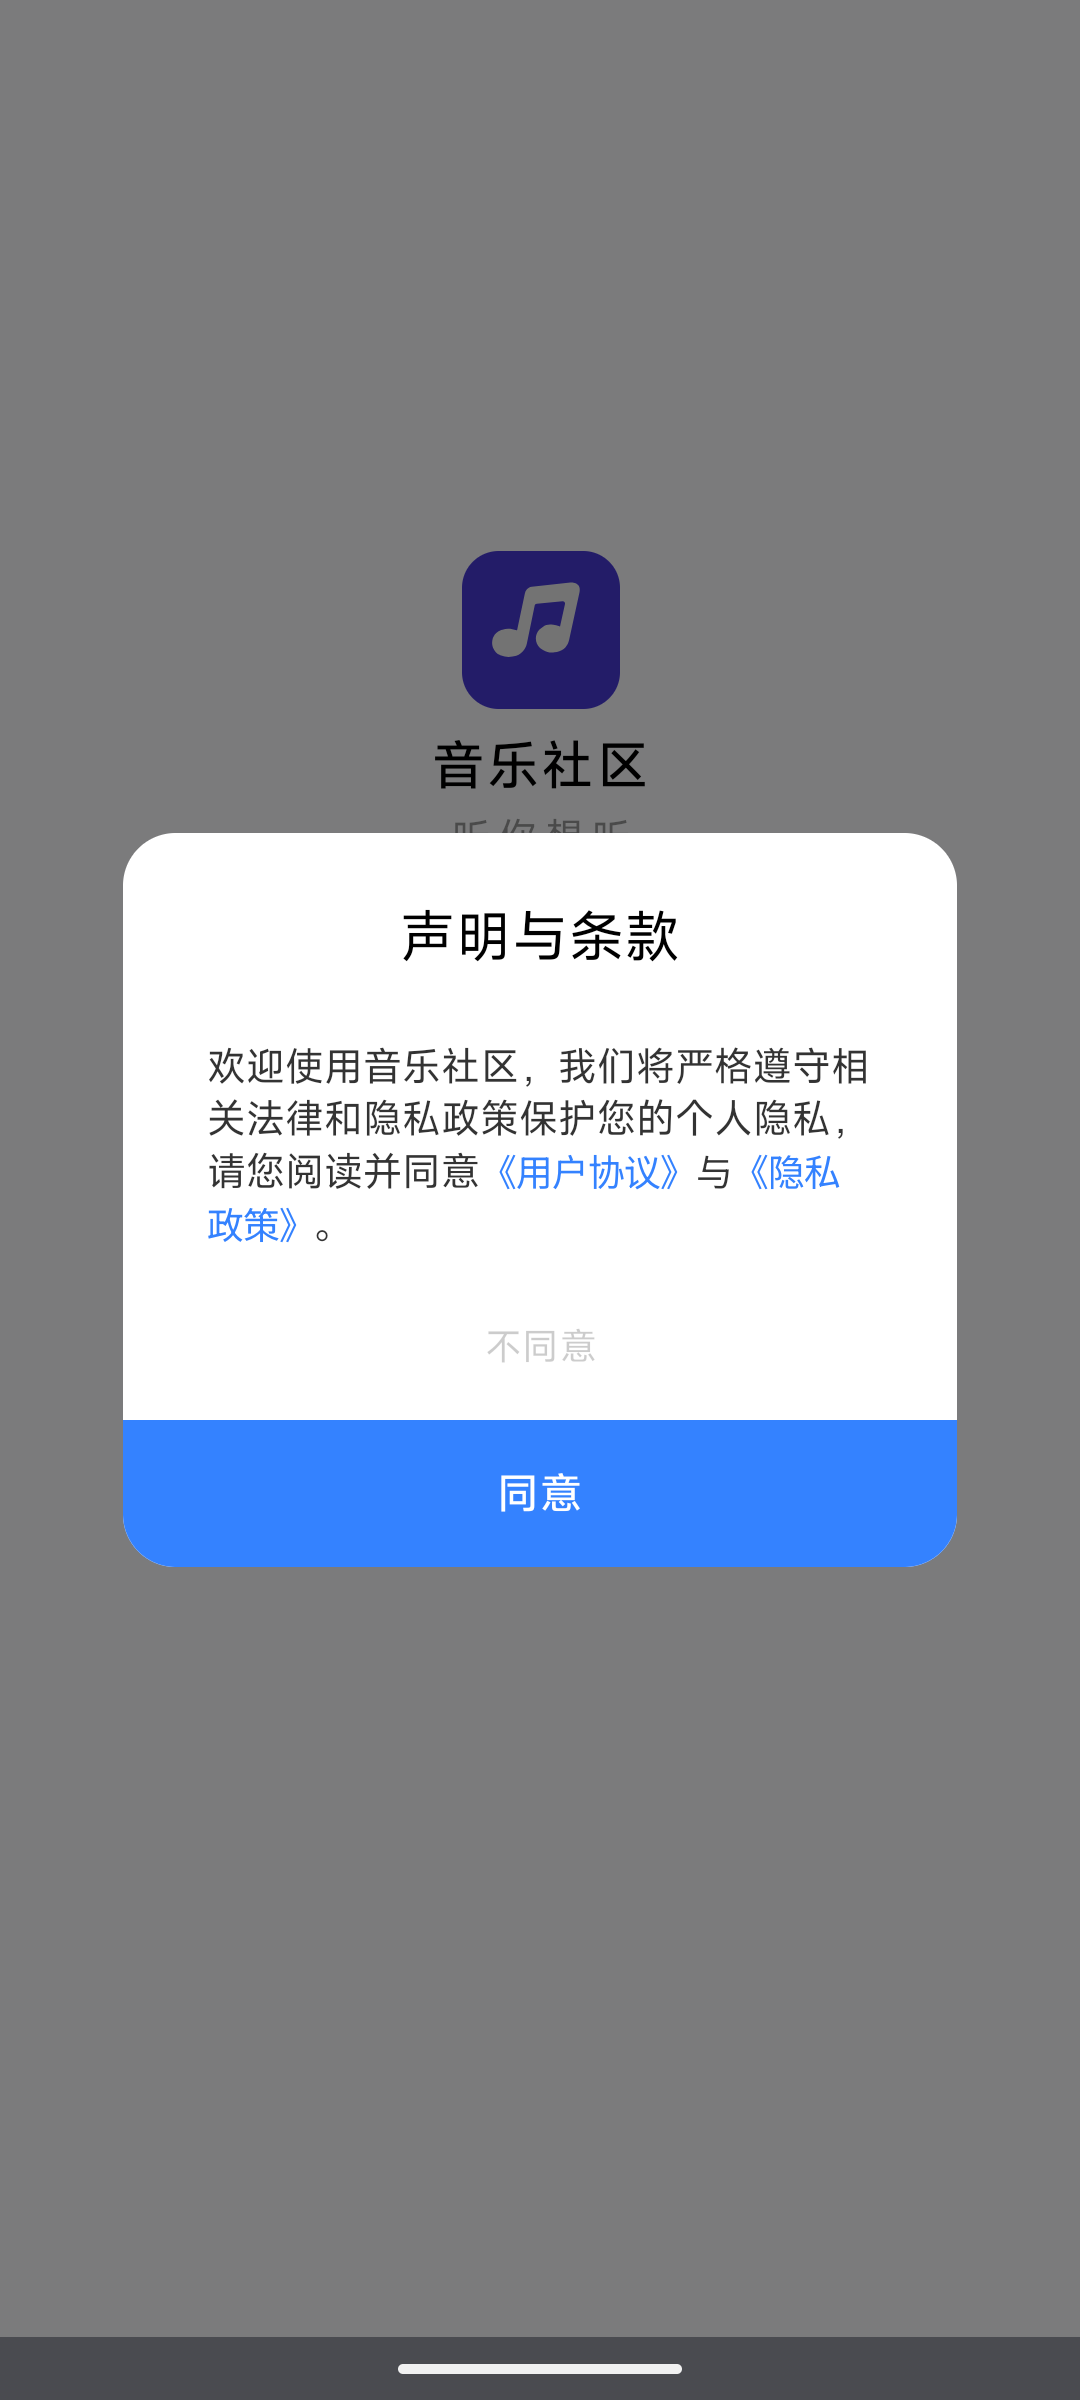 音乐社区
声明与条款
欢迎使用音乐社区，我们将严格遵守相
关法律和隐私政策保护您的个人隐私，
请您阅读并同意《用户协议》与《隐私
政策》。
不同意
同意